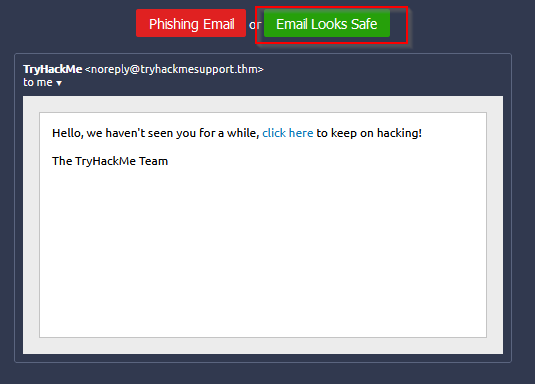 Phishing Email or Email Looks Safe
TryHackMe <noreply@tryhackmesupport.thm>
to me ▾
Hello, we haven't seen you for a while, click here to keep on hacking!
The TryHackMe Team